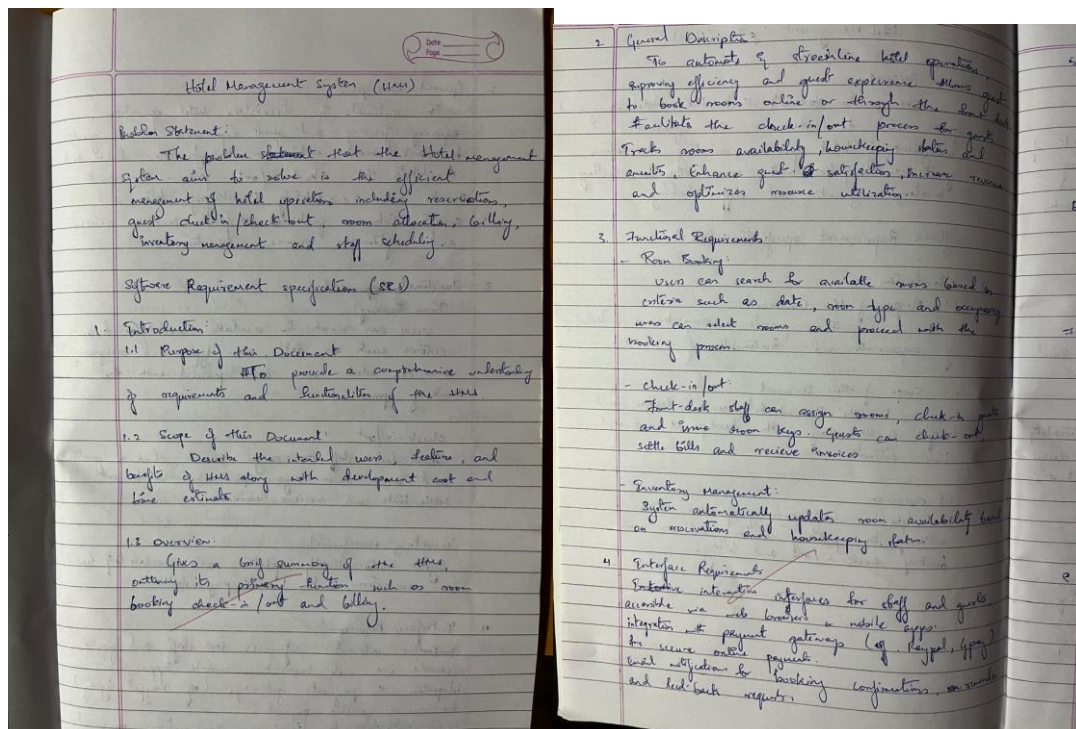 Date
Page
Hotel Management System (HMS)
Problem Statement:
The problem that the Hotel management
System aim to solve is the efficient
management of hotel operation including reservations,
guest check-in/check out, room allocation, billing,
inventory management and staff scheduling.
Software Requirement specification (SRS)
1. Introduction:
1.1 Purpose of this Document
To provide a comprehensive understanding
of requirements and functionalities of the HMS
1.2 Scope of this Document:
Describe the intended users, feature, and
benefits of HMS along with development cost and
time estimate.
1.3 Overview:
Gives a brief summary of the HMS,
outlining its primary function such as room
booking check-in/out and billing.
2. General Description:
To automate & streamline hotel operations,
improving efficiency and guest experience Allows guest
to book rooms online or through the front desk
Facilitate the check-in/out process for guests
Tracks room availability, housekeeping status and
amenities, Enhance guest satisfaction, Increase revenue
and optimizes resource utilization.
3. Functional Requirements:
- Room Booking:
Users can search for available rooms based on
criteria such as date, room type and occupancy
users can select rooms and proceed with the
booking process.
- check-in/out:
Front-desk staff can assign rooms, check-in guests
and issue room keys. Guests can check-out,
settle bills and recieve invoices
- Inventory Management:
System automatically updates room availability based
on reservations and housekeeping status.
4. Interface Requirements
interactive interfaces for staff and guests,
accessible via web browsers or mobile apps.
integration with payment gateways (eg Paypal, Gpay)
for secure online payments.
Email notifications for booking confirmations,
and feed-back requests.